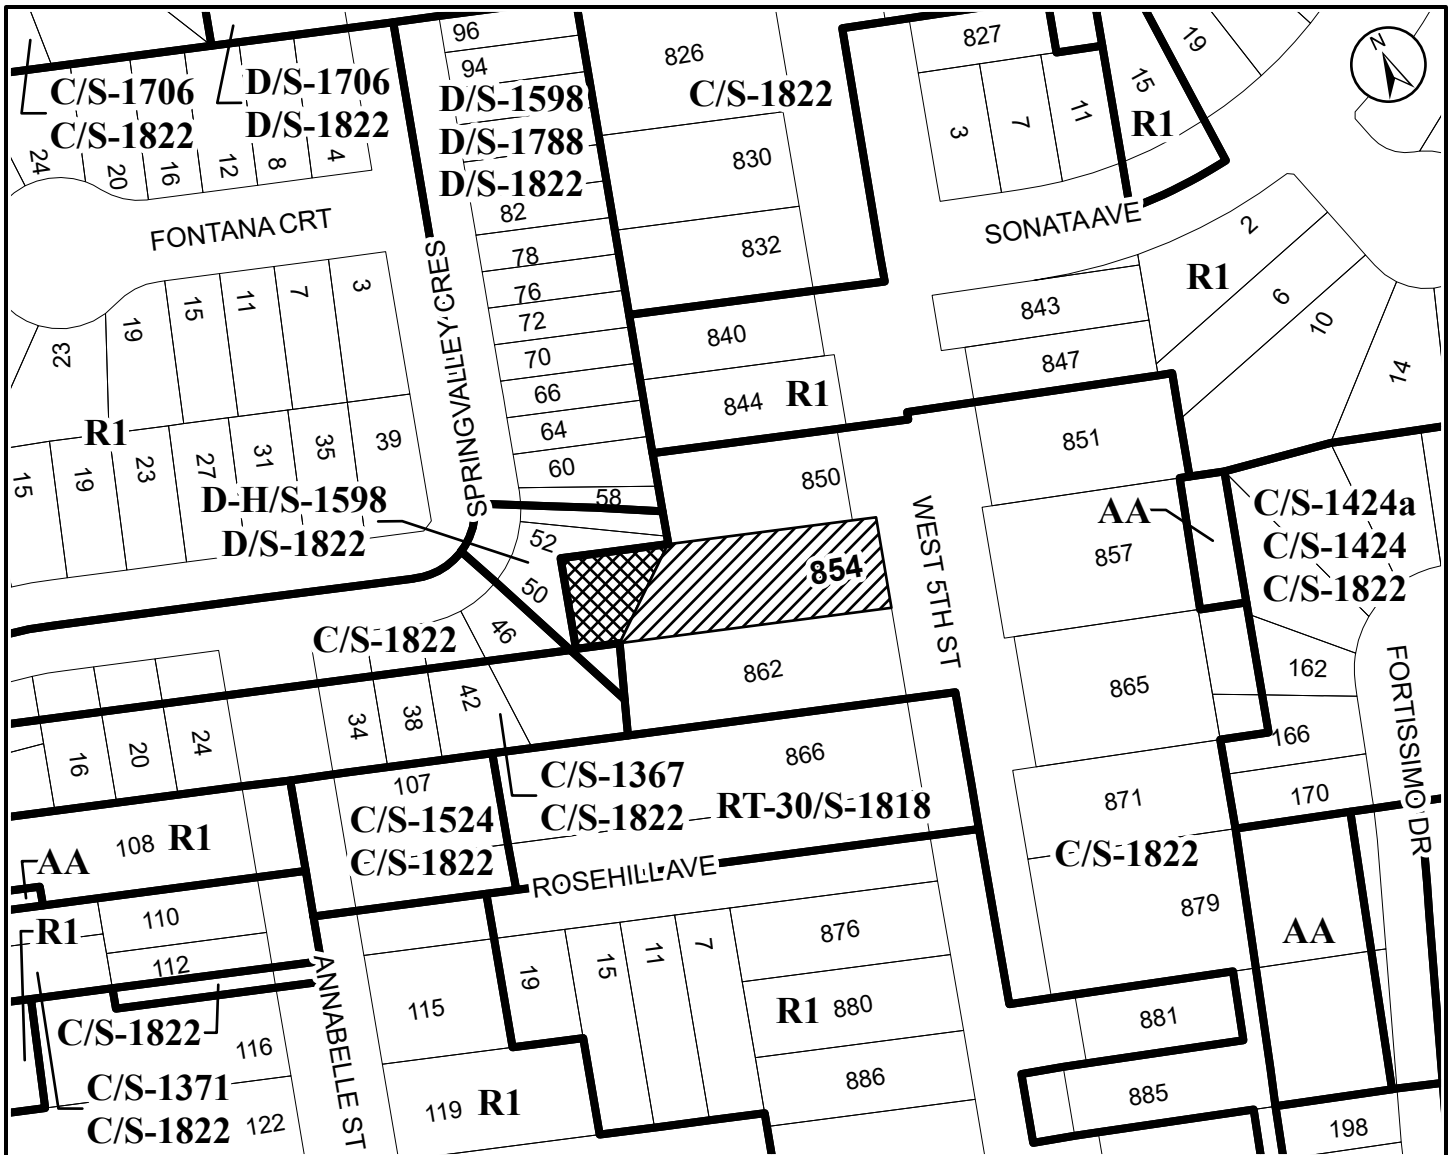 96
94
826
827
19
15
N
C/S-1706
C/S-1822
D/S-1706
D/S-1822
D/S-1598
D/S-1788
D/S-1822
C/S-1822
R1
3
7
11
24
20
16
12
8
4
830
FONTANA CRT
82
78
76
72
70
66
64
60
58
832
SONATA AVE
2
R1
6
10
14
SPRINGVALLEY CRES
23
19
15
11
7
3
840
844
R1
843
847
R1
15
19
23
27
31
35
39
851
850
D-H/S-1598
D/S-1822
52
50
46
854
WEST 5TH ST
857
AA
C/S-1424a
C/S-1424
C/S-1822
C/S-1822
862
865
162
FORTISSIMO DR
16
20
24
34
38
42
166
170
107
C/S-1524
C/S-1822
C/S-1367
C/S-1822
866
RT-30/S-1818
871
C/S-1822
879
108
R1
AA
ROSEHILL AVE
R1
110
112
ANNABELLE ST
19
15
11
7
876
AA
115
R1
880
881
C/S-1822
116
C/S-1371
C/S-1822
122
119
R1
886
885
198